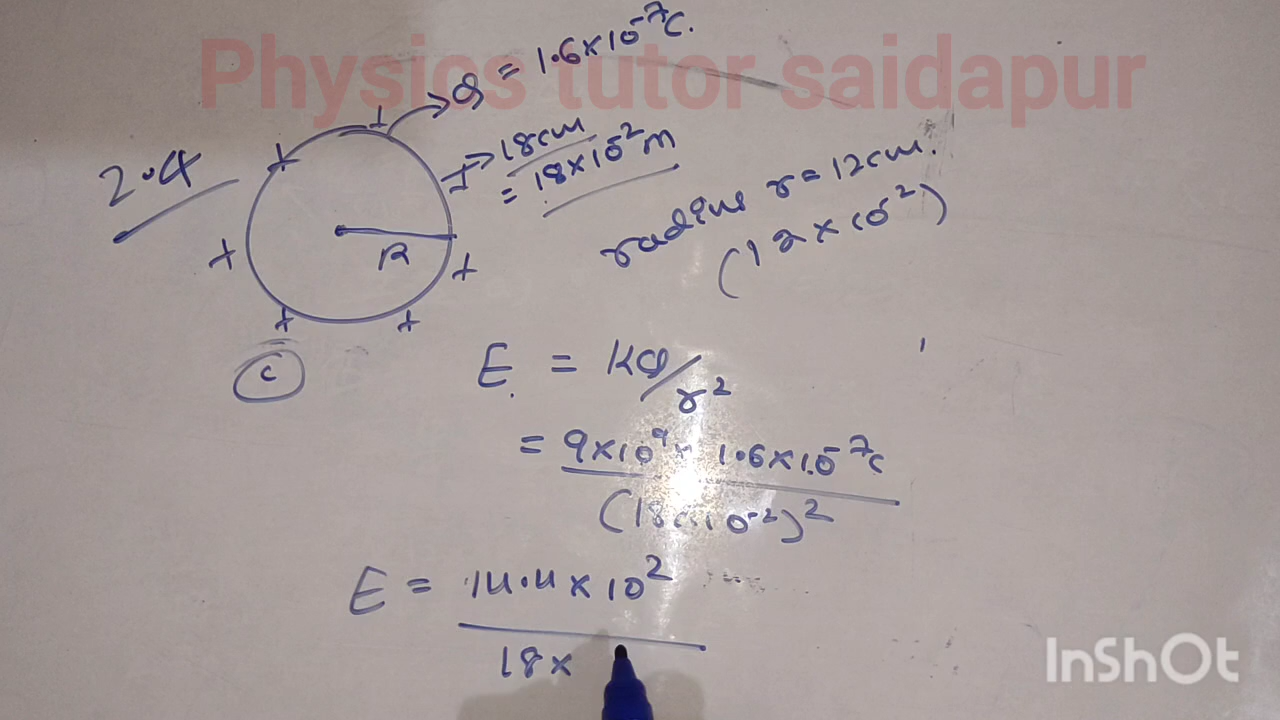 Physics tutor saidapur
Q = 1.6×10⁻⁷C.
2.4
18cm
= 18×10⁻²m
radius r = 12cm.
(12×10⁻²)
R
c
E = KQ/r²
= 9×10⁹× 1.6×10⁻⁷c
(18×10⁻²)²
E = 14.4×10²
18×
InShOt